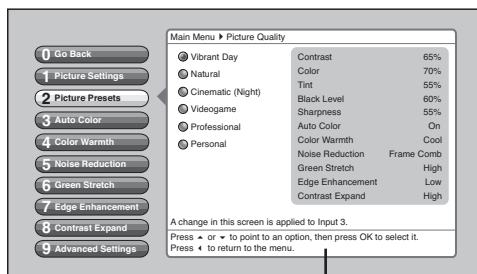 Main Menu ▶ Picture Quality
0 Go Back
1 Picture Settings
2 Picture Presets
3 Auto Color
4 Color Warmth
5 Noise Reduction
6 Green Stretch
7 Edge Enhancement
8 Contrast Expand
9 Advanced Settings
Vibrant Day
Natural
Cinematic (Night)
Videogame
Professional
Personal
Contrast 65%
Color 70%
Tint 55%
Black Level 60%
Sharpness 55%
Auto Color On
Color Warmth Cool
Noise Reduction Frame Comb
Green Stretch High
Edge Enhancement Low
Contrast Expand High
A change in this screen is applied to Input 3.
Press ▲ or ▼ to point to an option, then press OK to select it.
Press ◀ to return to the menu.